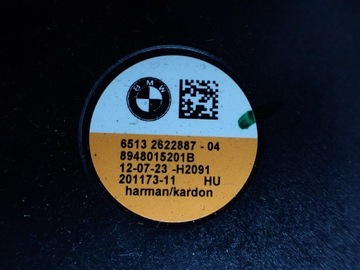 BMW
6513 2622887 - 04
8948015201B
12-07-23 -H2091
201173-11 HU
harman/kardon